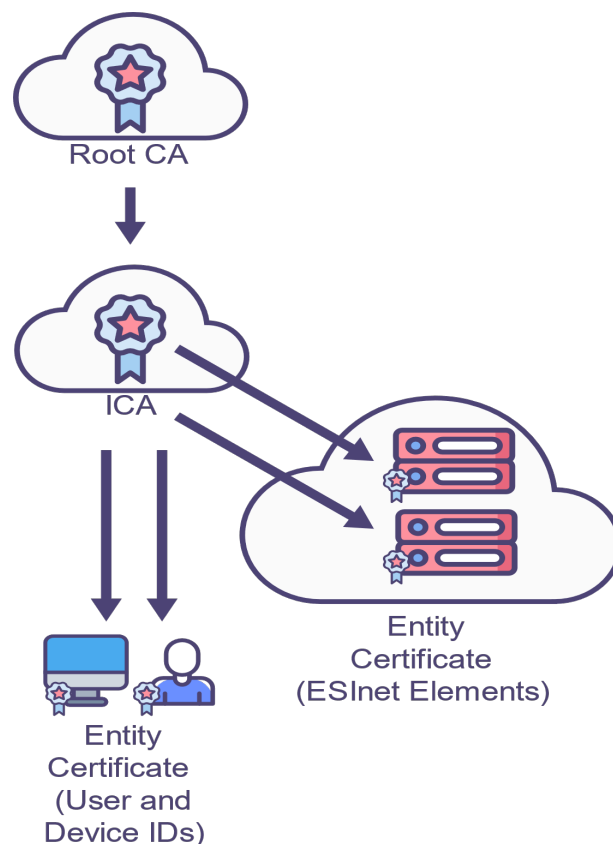 Root CA
ICA
Entity
Certificate
(ESInet Elements)
Entity
Certificate
(User and
Device IDs)